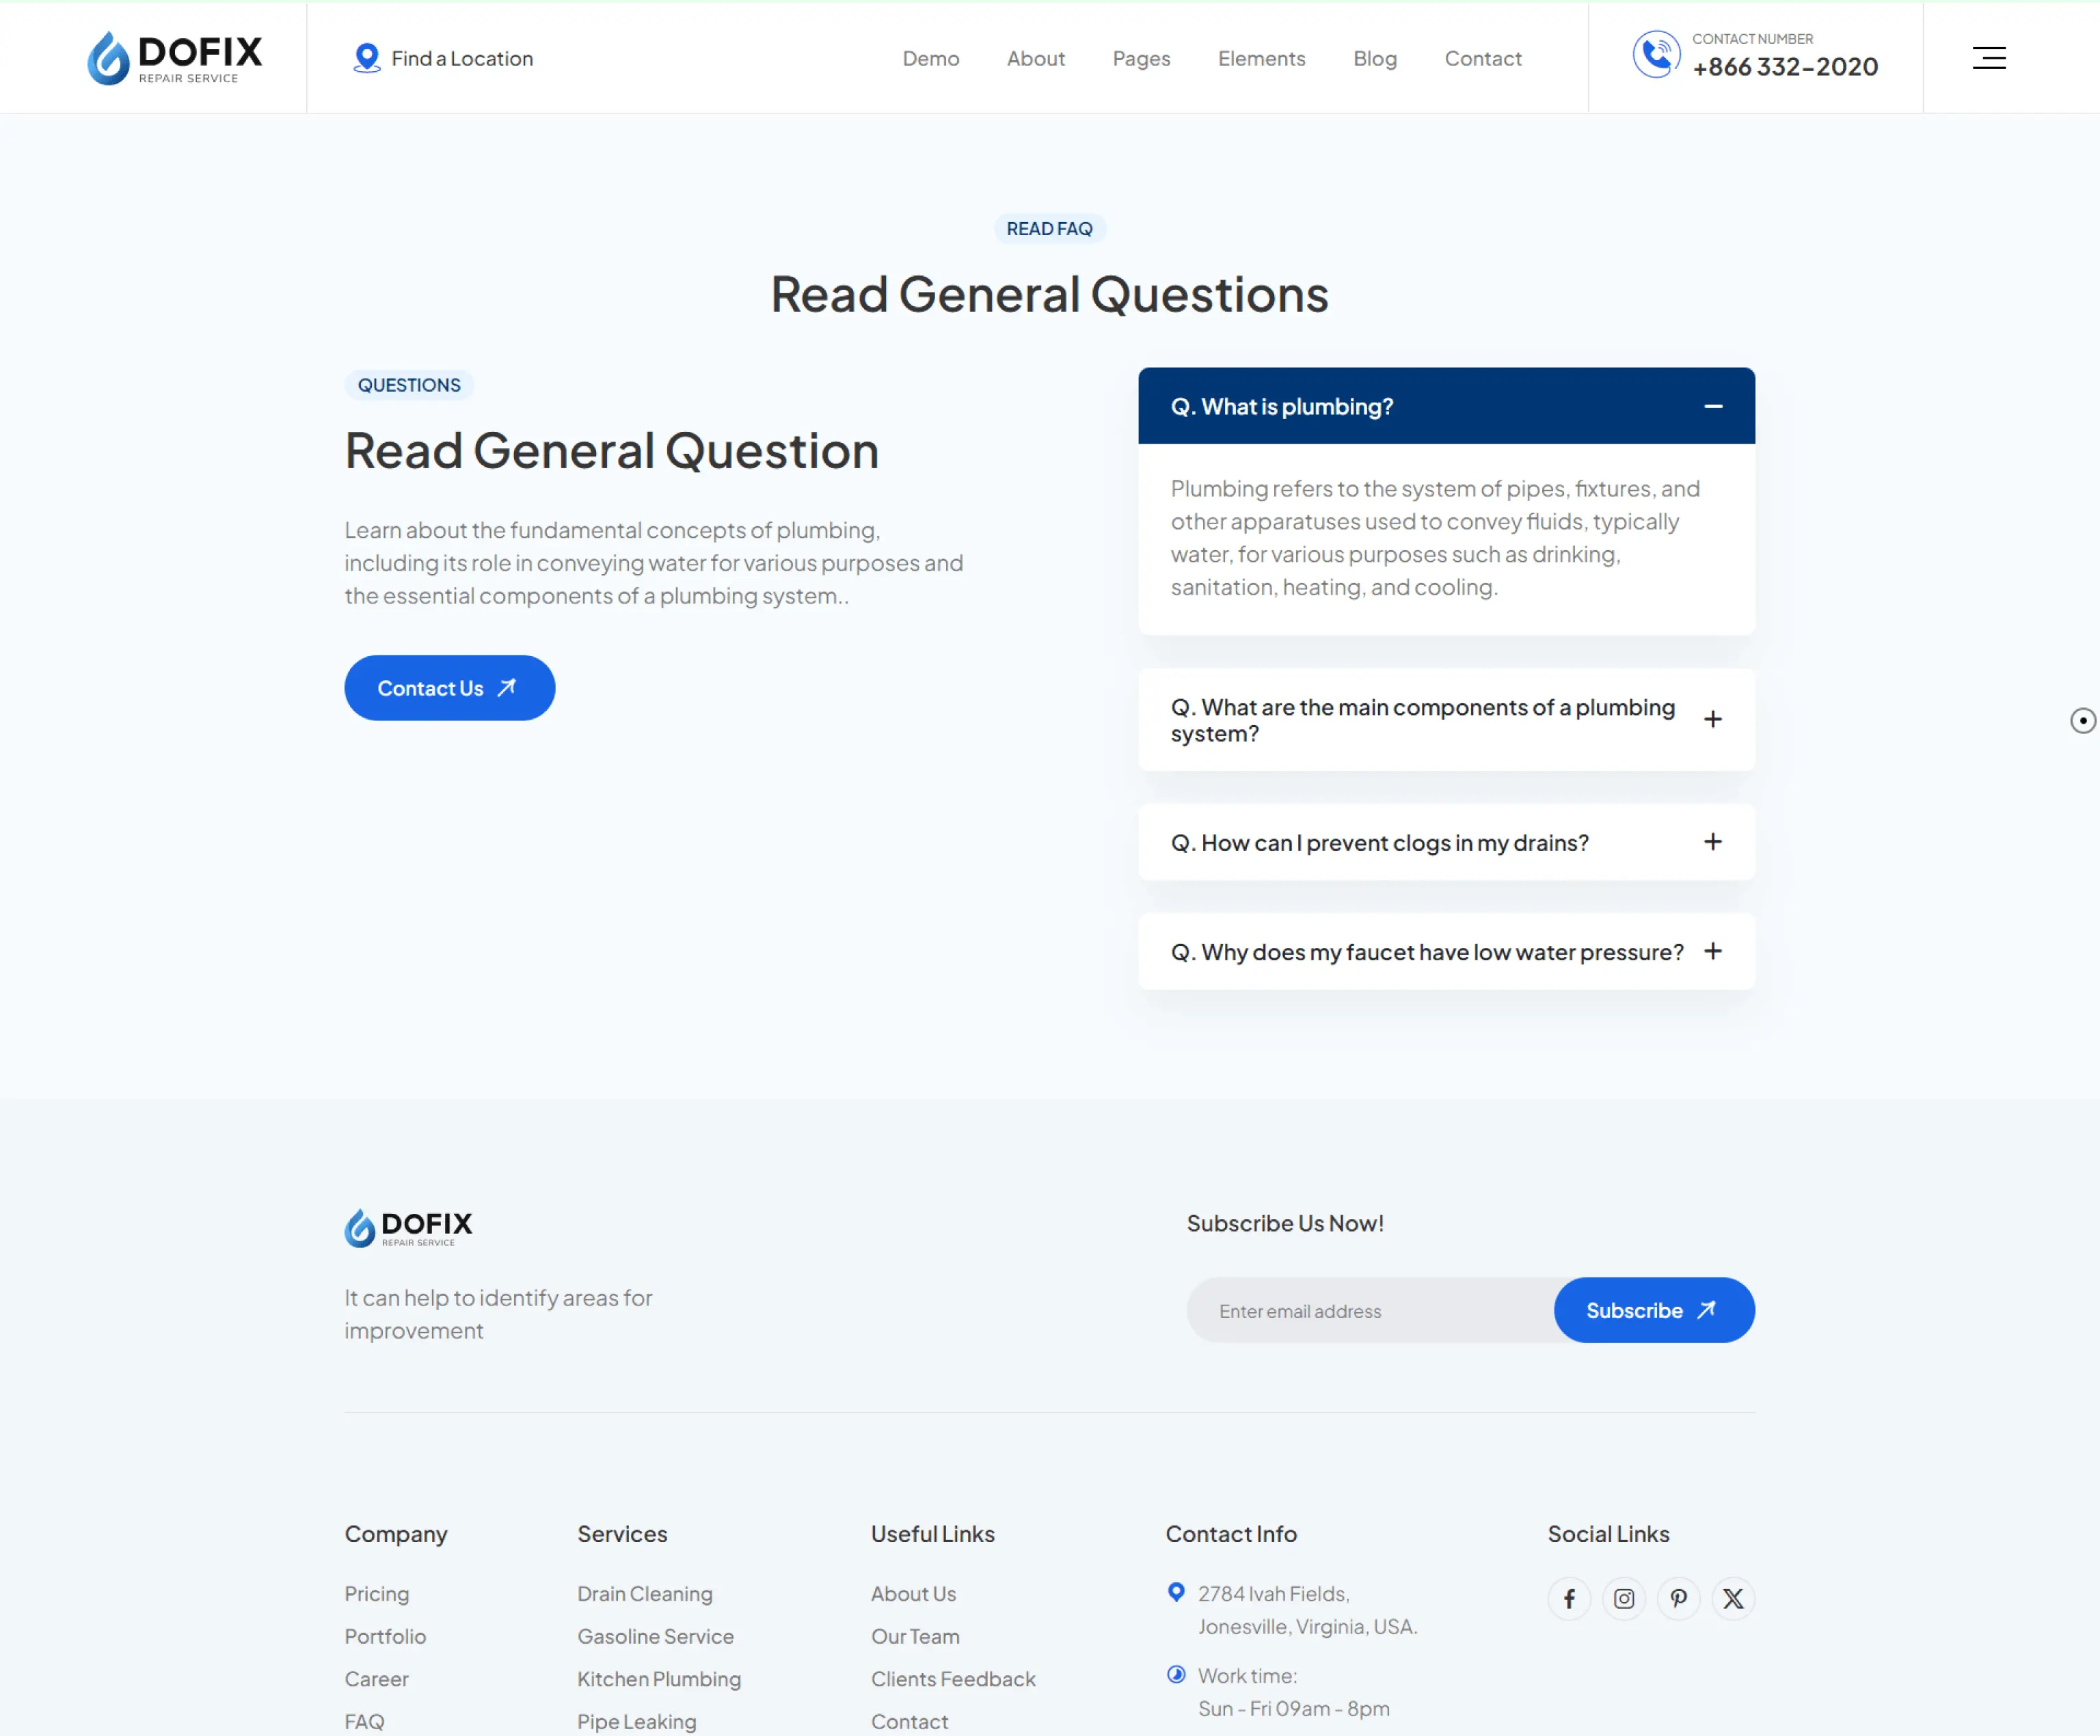 DOFIX
REPAIR SERVICE
Find a Location
Demo
About
Pages
Elements
Blog
Contact
CONTACT NUMBER
+866 332-2020
READ FAQ
Read General Questions
QUESTIONS
Read General Question
Learn about the fundamental concepts of plumbing,
including its role in conveying water for various purposes and
the essential components of a plumbing system..
Contact Us
Q. What is plumbing?
Plumbing refers to the system of pipes, fixtures, and
other apparatuses used to convey fluids, typically
water, for various purposes such as drinking,
sanitation, heating, and cooling.
Q. What are the main components of a plumbing
system?
Q. How can I prevent clogs in my drains?
Q. Why does my faucet have low water pressure?
DOFIX
REPAIR SERVICE
It can help to identify areas for
improvement
Subscribe Us Now!
Enter email address
Subscribe
Company
Pricing
Portfolio
Career
FAQ
Services
Drain Cleaning
Gasoline Service
Kitchen Plumbing
Pipe Leaking
Useful Links
About Us
Our Team
Clients Feedback
Contact
Contact Info
2784 Ivah Fields,
Jonesville, Virginia, USA.
Work time:
Sun - Fri 09am - 8pm
Social Links